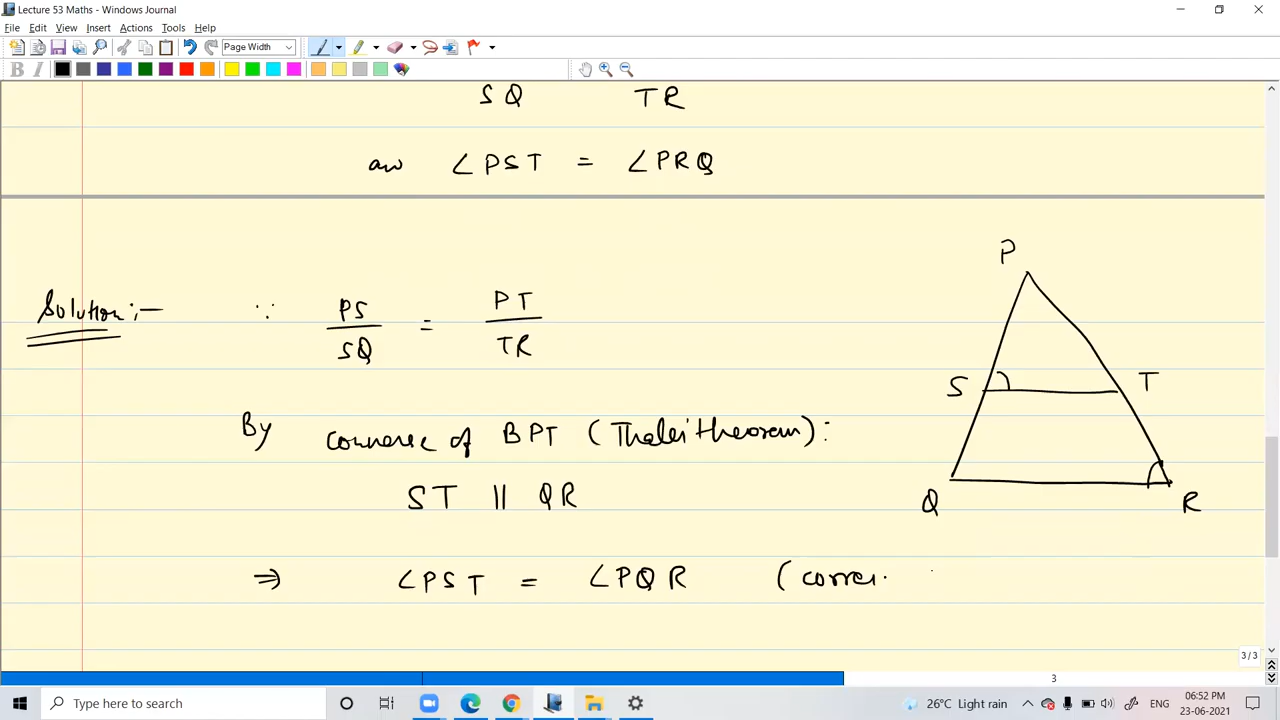 Lecture 53 Maths - Windows Journal
File Edit View Insert Actions Tools Help
Page Width
B I
SQ TR
∠PST = ∠PRQ
Solution :-
∵ PS/SQ = PT/TR
By converse of BPT (Thales theorem) :
ST || QR
⇒ ∠PST = ∠PQR (corres.
P
S T
Q R
3/3
3
Type here to search
26°C Light rain
ENG
06:52
23-06-2021